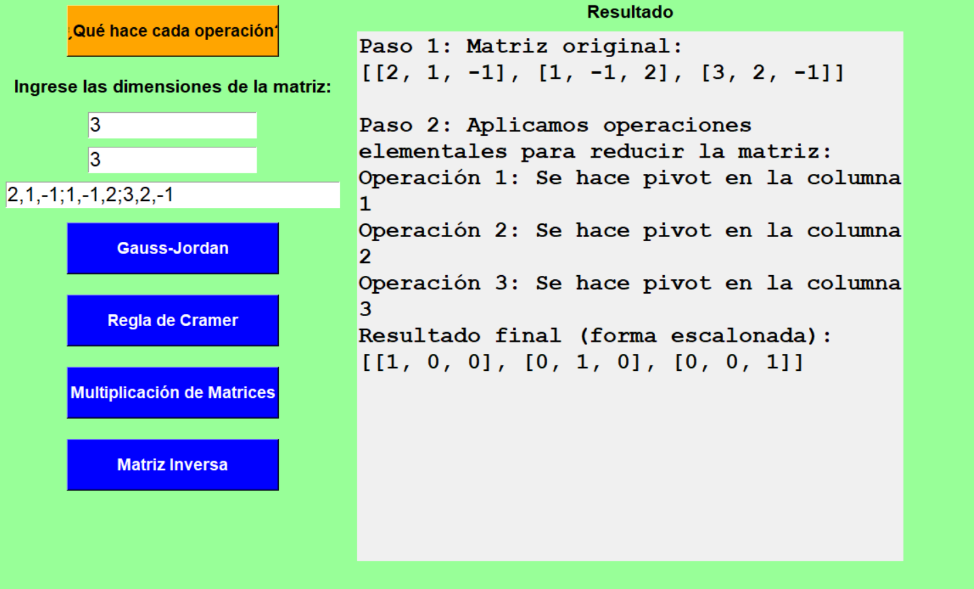 ¿Qué hace cada operación?
Ingrese las dimensiones de la matriz:
3
3
2,1,-1;1,-1,2;3,2,-1
Gauss-Jordan
Regla de Cramer
Multiplicación de Matrices
Matriz Inversa
Resultado
Paso 1: Matriz original:
[[2, 1, -1], [1, -1, 2], [3, 2, -1]]
Paso 2: Aplicamos operaciones
elementales para reducir la matriz:
Operación 1: Se hace pivot en la columna
1
Operación 2: Se hace pivot en la columna
2
Operación 3: Se hace pivot en la columna
3
Resultado final (forma escalonada):
[[1, 0, 0], [0, 1, 0], [0, 0, 1]]